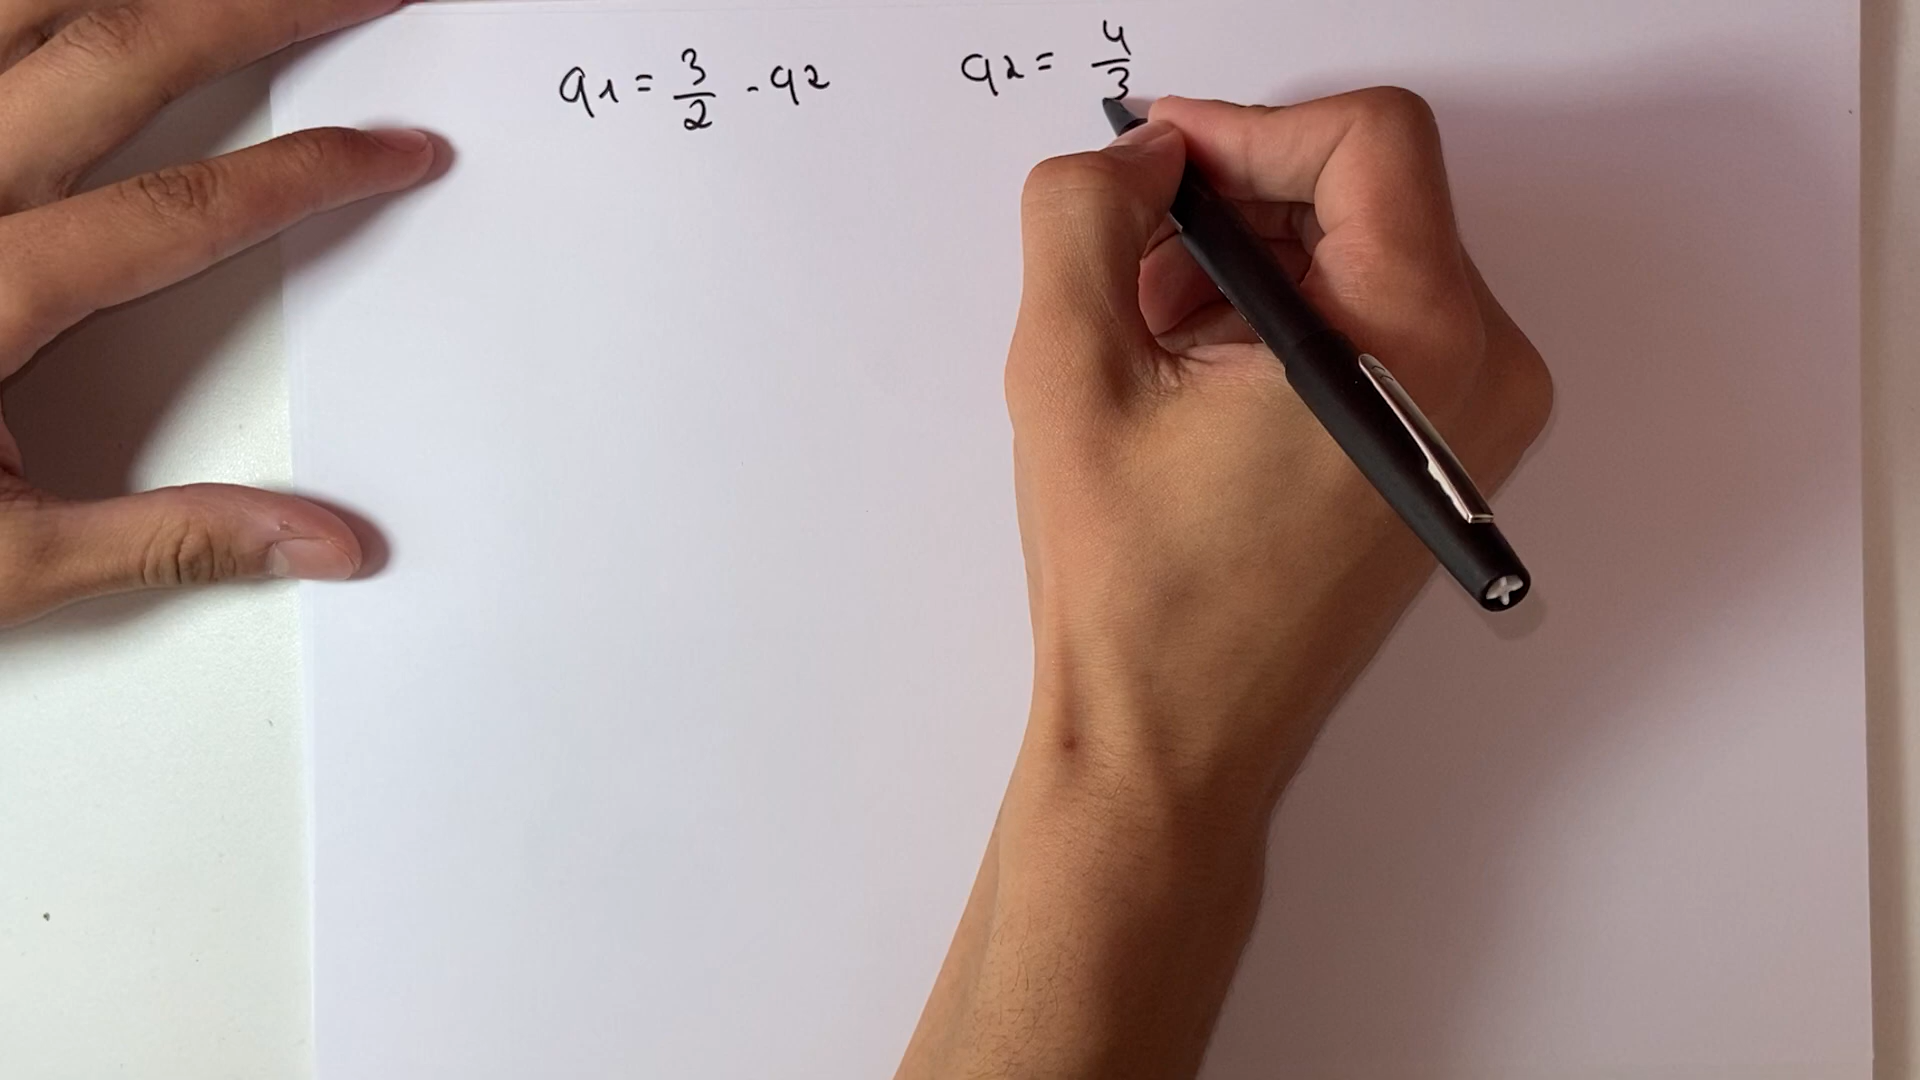 q1 = 3/2 - q2    q2 = 4/3